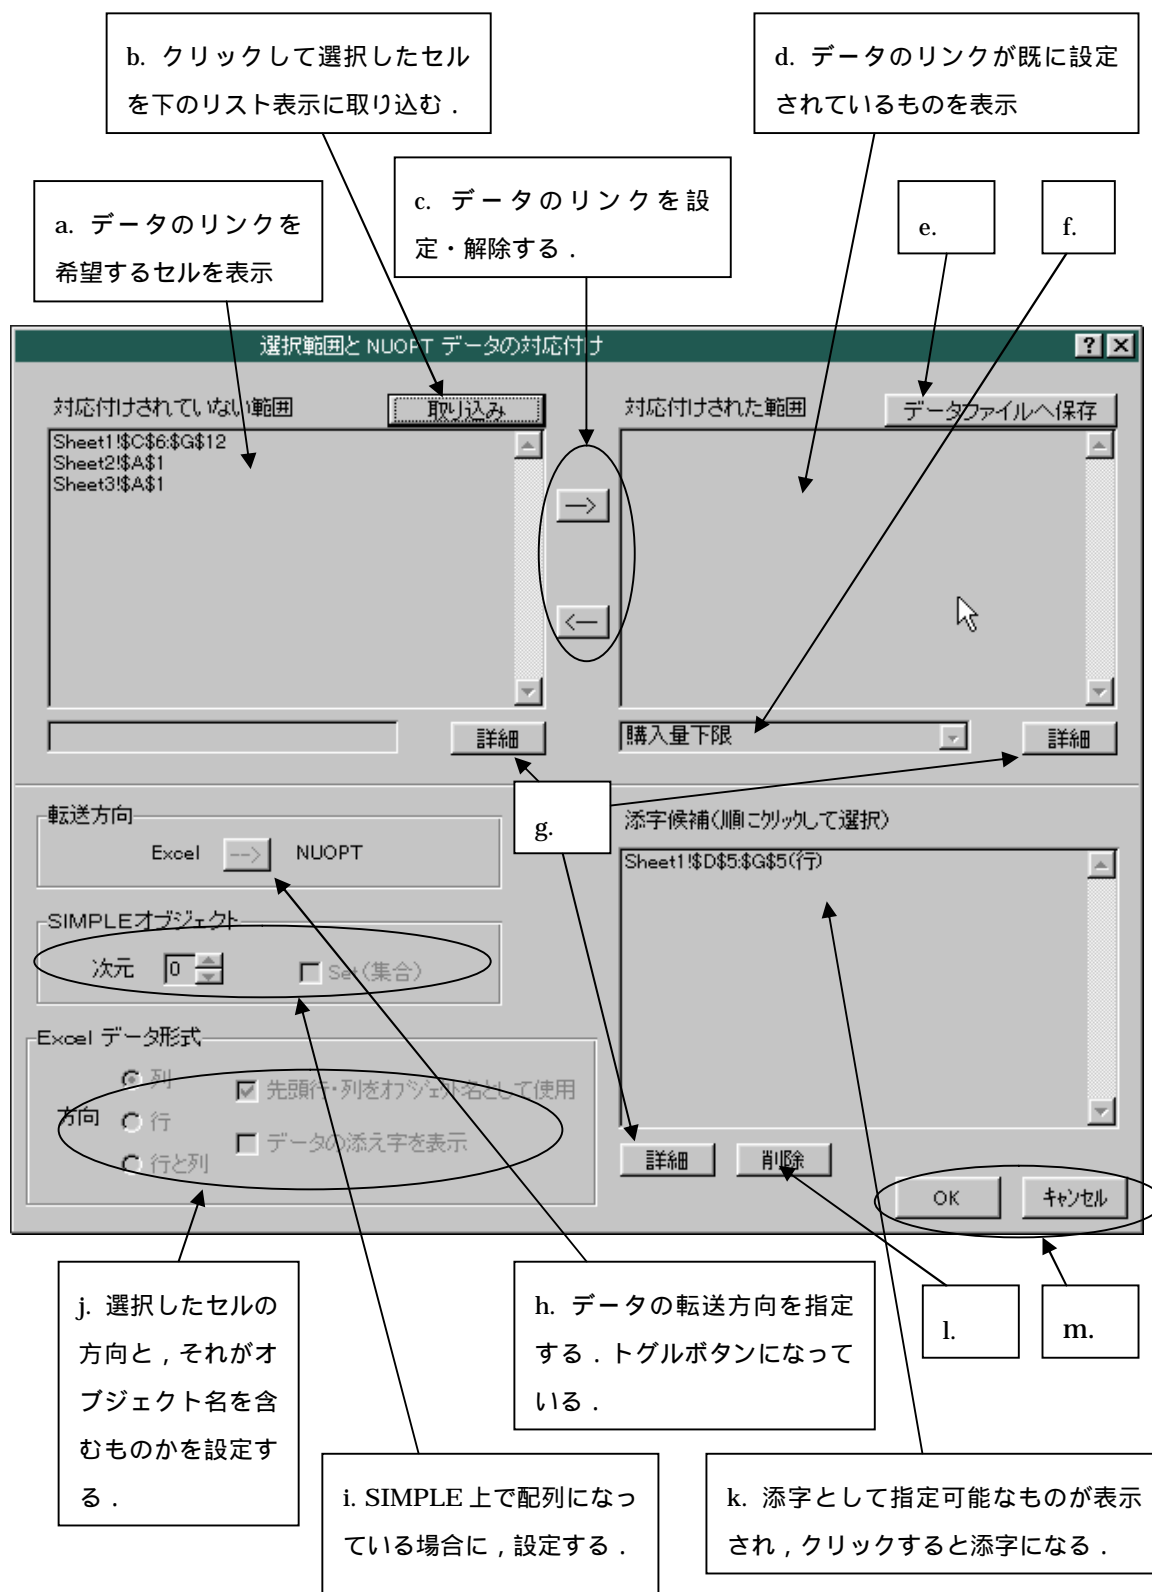 b. クリックして選択したセル
を下のリスト表示に取り込む．
d. データのリンクが既に設定
されているものを表示
a. データのリンクを
希望するセルを表示
c. データのリンクを設
定・解除する．
e.
f.
選択範囲と NUOPT データの対応付け
対応付けされていない範囲
取り込み
対応付けされた範囲
データファイルへ保存
Sheet1!$C$6:$G$12
Sheet2!$A$1
Sheet3!$A$1
-->
<--
詳細
購入量下限
詳細
g.
転送方向
Excel --> NUOPT
添字候補(順にクリックして選択)
Sheet1!$D$5:$G$5(行)
SIMPLEオブジェクト
次元 0 Set(集合)
Excel データ形式
方向
列
行
行と列
先頭行・列をオブジェクト名として使用
データの添え字を表示
詳細
削除
OK
キャンセル
j. 選択したセルの
方向と，それがオ
ブジェクト名を含
むものかを設定す
る．
h. データの転送方向を指定
する．トグルボタンになって
いる．
l.
m.
i. SIMPLE 上で配列になっ
ている場合に，設定する．
k. 添字として指定可能なものが表示
され，クリックすると添字になる．